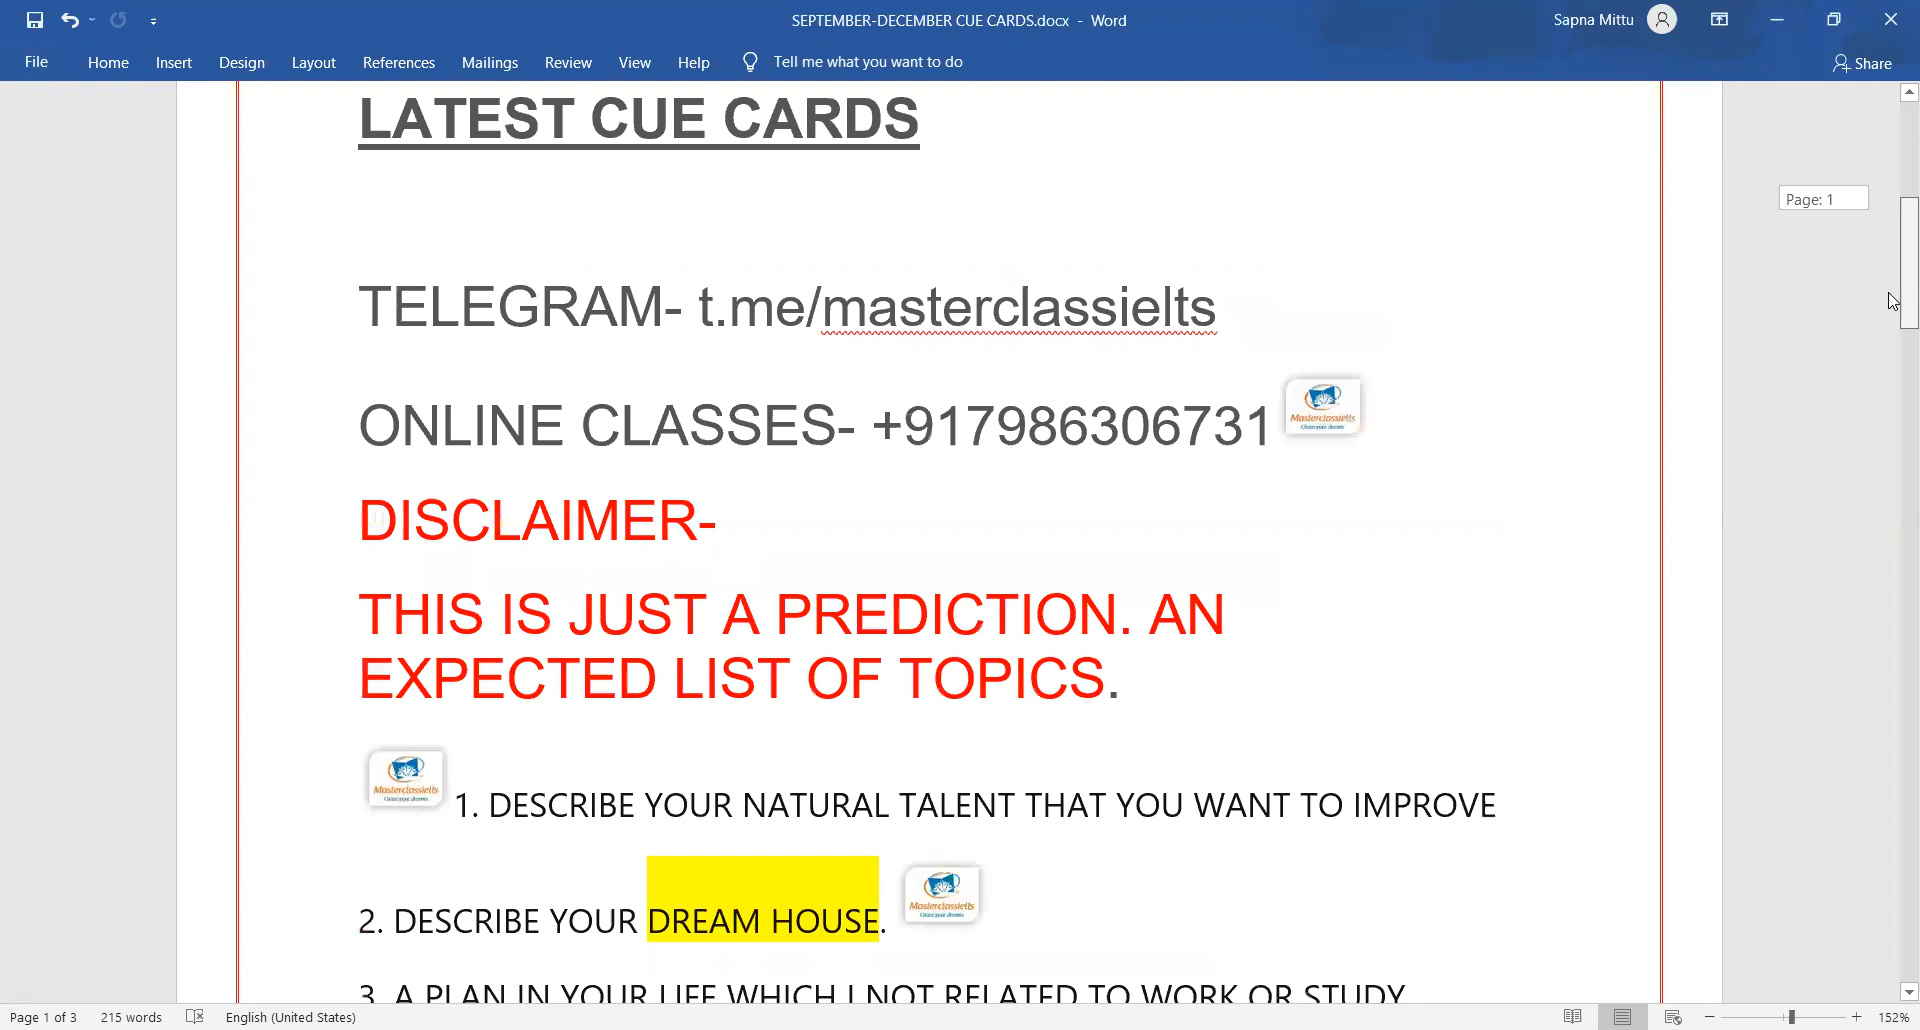 SEPTEMBER-DECEMBER CUE CARDS.docx - Word
Sapna Mittu
File Home Insert Design Layout References Mailings Review View Help Tell me what you want to do
Share
LATEST CUE CARDS
Page: 1
TELEGRAM- t.me/masterclassielts
ONLINE CLASSES- +917986306731
Masterclassielts
DISCLAIMER-
THIS IS JUST A PREDICTION. AN
EXPECTED LIST OF TOPICS.
Masterclassielts
1. DESCRIBE YOUR NATURAL TALENT THAT YOU WANT TO IMPROVE
2. DESCRIBE YOUR DREAM HOUSE.
Masterclassielts
3. A PLAN IN YOUR LIFE WHICH I NOT RELATED TO WORK OR STUDY
Page 1 of 3 215 words English (United States)
152%